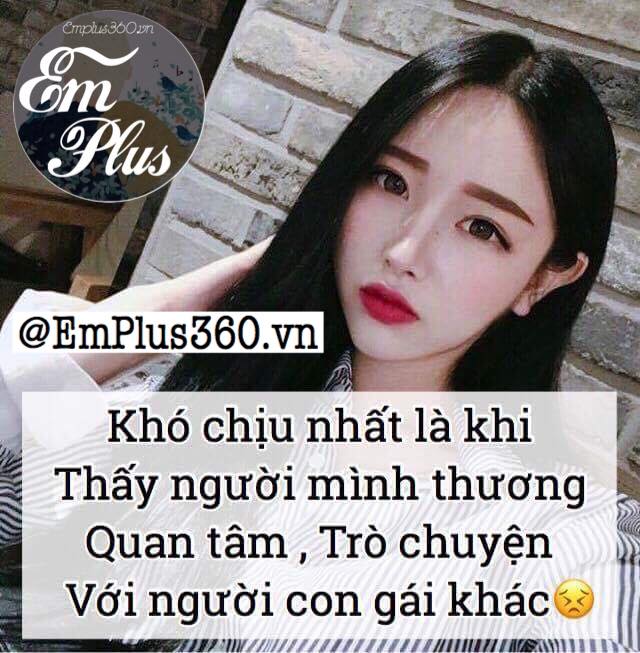 Emplus360.vn
Em
Plus
@EmPlus360.vn
Khó chịu nhất là khi
Thấy người mình thương
Quan tâm , Trò chuyện
Với người con gái khác😣